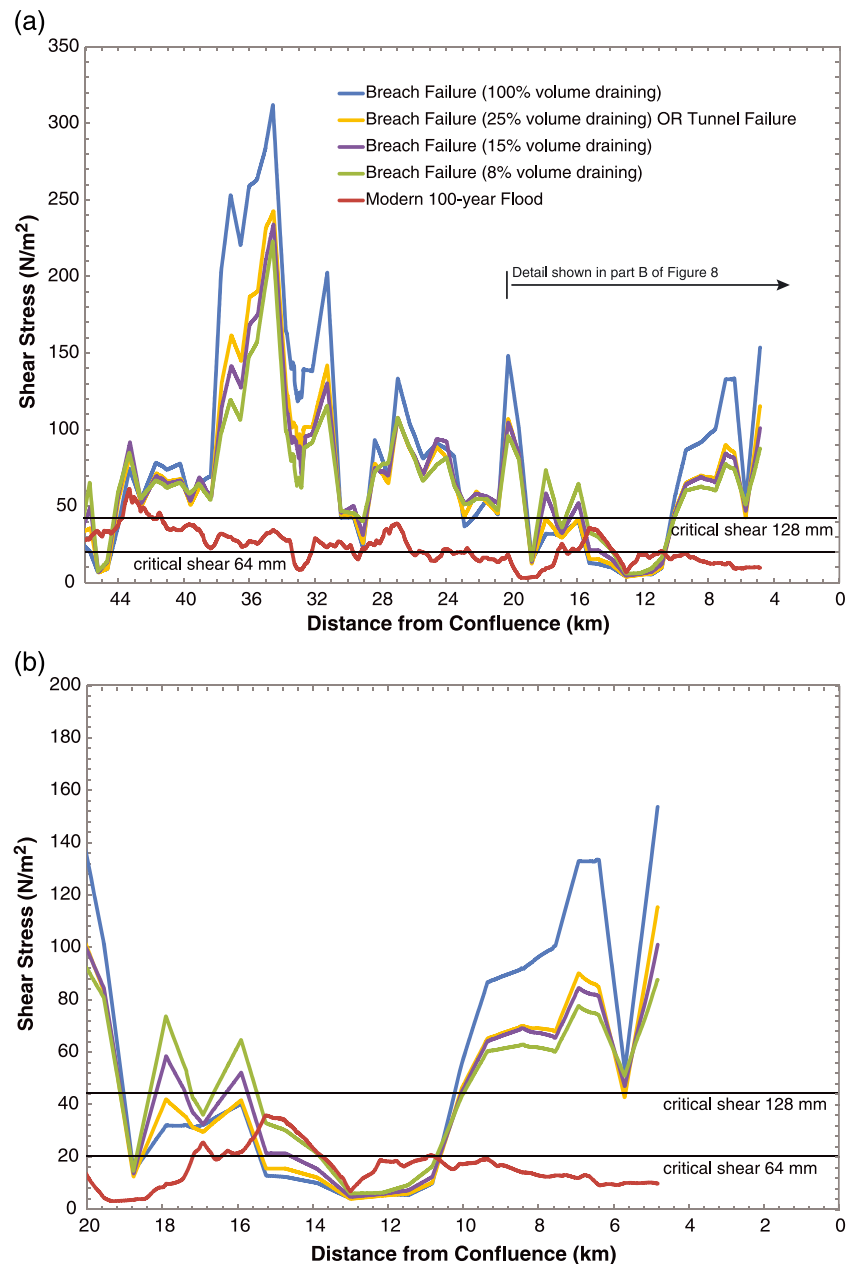 (a)
350
300
250
200
150
100
50
0
Shear Stress (N/m²)
Breach Failure (100% volume draining)
Breach Failure (25% volume draining) OR Tunnel Failure
Breach Failure (15% volume draining)
Breach Failure (8% volume draining)
Modern 100-year Flood
Detail shown in part B of Figure 8
critical shear 128 mm
critical shear 64 mm
44 40 36 32 28 24 20 16 12 8 4 0
Distance from Confluence (km)
(b)
200
180
160
140
120
100
80
60
40
20
0
Shear Stress (N/m²)
critical shear 128 mm
critical shear 64 mm
20 18 16 14 12 10 8 6 4 2 0
Distance from Confluence (km)